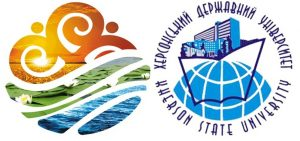 ХЕРСОНСЬКИЙ ДЕРЖАВНИЙ УНІВЕРСИТЕТ
KHERSON STATE UNIVERSITY